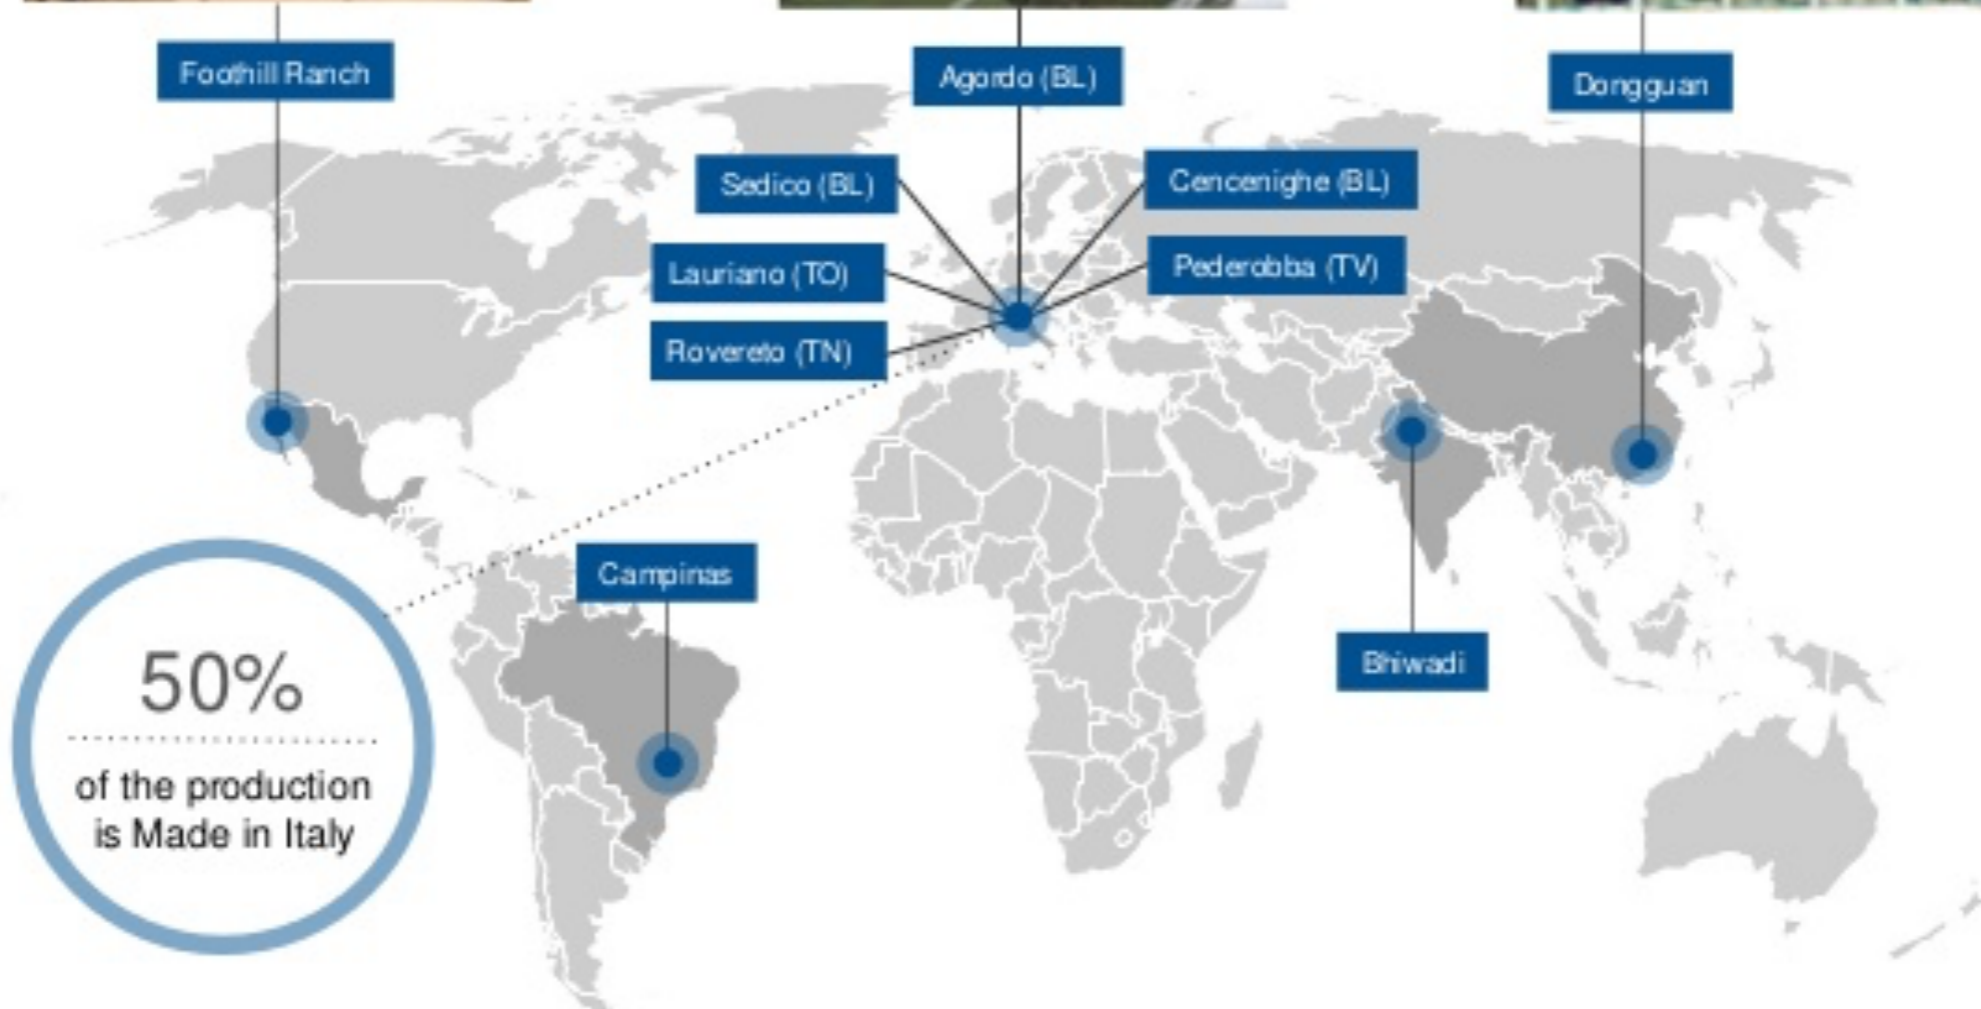 Foothill Ranch
Agordo (BL)
Dongguan
Sedico (BL)
Cencenighe (BL)
Lauriano (TO)
Pederobba (TV)
Rovereto (TN)
Campinas
Bhiwadi
50%
of the production
is Made in Italy